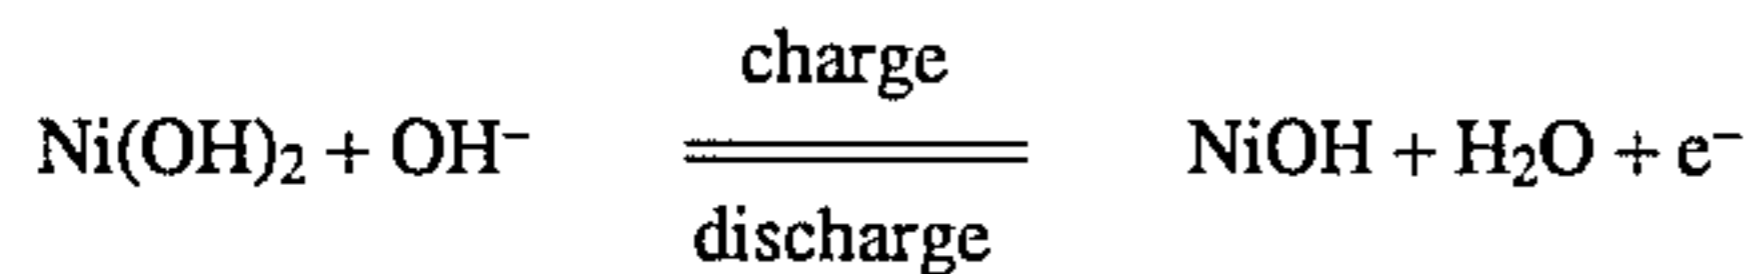 charge
Ni(OH)₂ + OH⁻ ⇌ NiOH + H₂O + e⁻
discharge